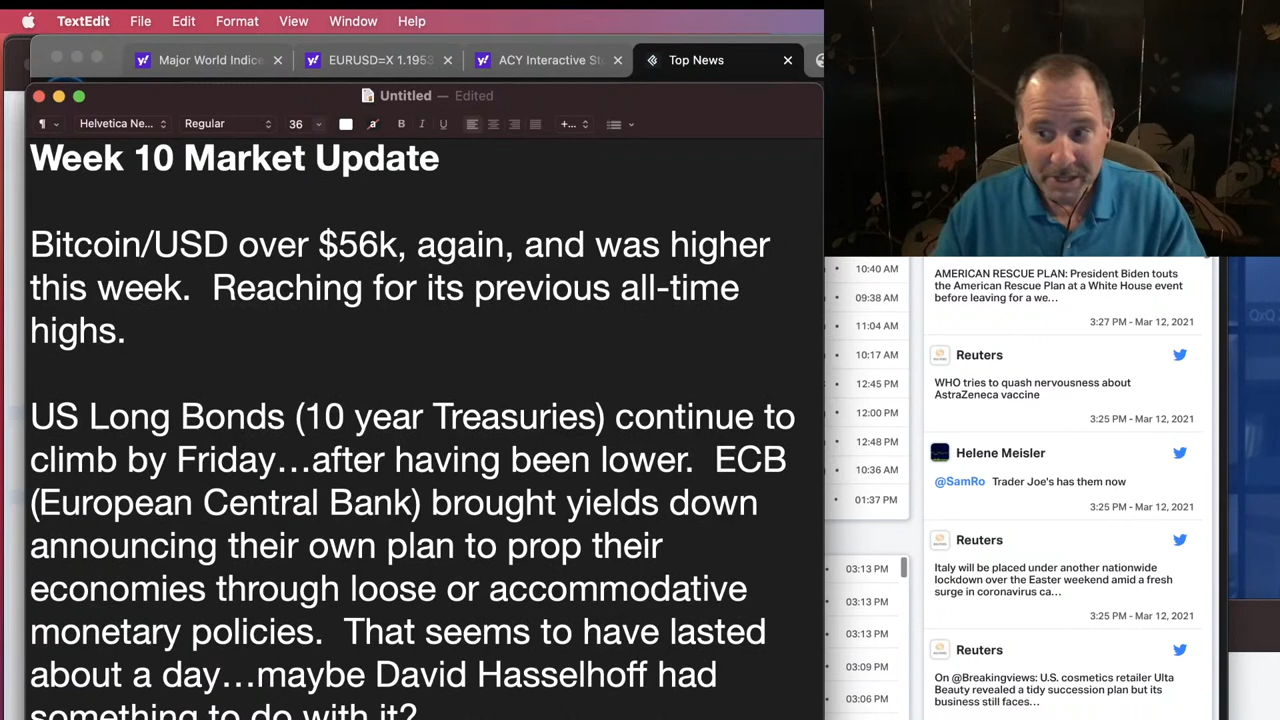 TextEdit File Edit Format View Window Help
Major World Indice
EURUSD=X 1.1953
ACY Interactive St
Top News
Untitled — Edited
Helvetica Ne... Regular 36 B I U
Week 10 Market Update
Bitcoin/USD over $56k, again, and was higher
this week. Reaching for its previous all-time
highs.
US Long Bonds (10 year Treasuries) continue to
climb by Friday…after having been lower. ECB
(European Central Bank) brought yields down
announcing their own plan to prop their
economies through loose or accommodative
monetary policies. That seems to have lasted
about a day…maybe David Hasselhoff had
something to do with it?
10:40 AM
09:38 AM
11:04 AM
10:17 AM
12:45 PM
12:00 PM
12:48 PM
10:36 AM
01:37 PM
03:13 PM
03:13 PM
03:13 PM
03:09 PM
03:06 PM
AMERICAN RESCUE PLAN: President Biden touts
the American Rescue Plan at a White House event
before leaving for a we...
3:27 PM - Mar 12, 2021
Reuters
WHO tries to quash nervousness about
AstraZeneca vaccine
3:25 PM - Mar 12, 2021
Helene Meisler
@SamRo Trader Joe's has them now
3:25 PM - Mar 12, 2021
Reuters
Italy will be placed under another nationwide
lockdown over the Easter weekend amid a fresh
surge in coronavirus ca...
3:25 PM - Mar 12, 2021
Reuters
On @Breakingviews: U.S. cosmetics retailer Ulta
Beauty revealed a tidy succession plan but its
business still faces...